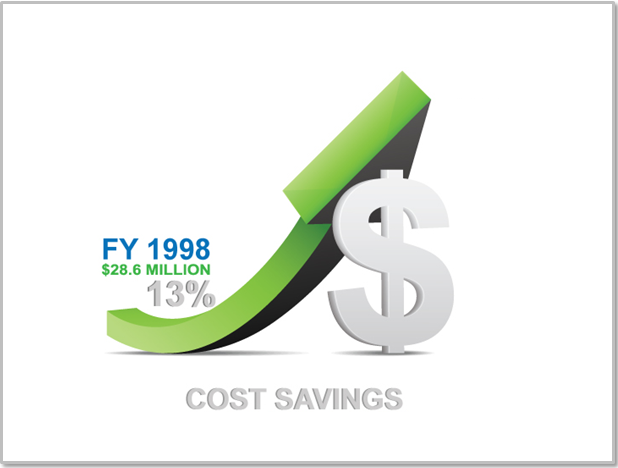 FY 1998
$28.6 MILLION
13%
$
COST SAVINGS